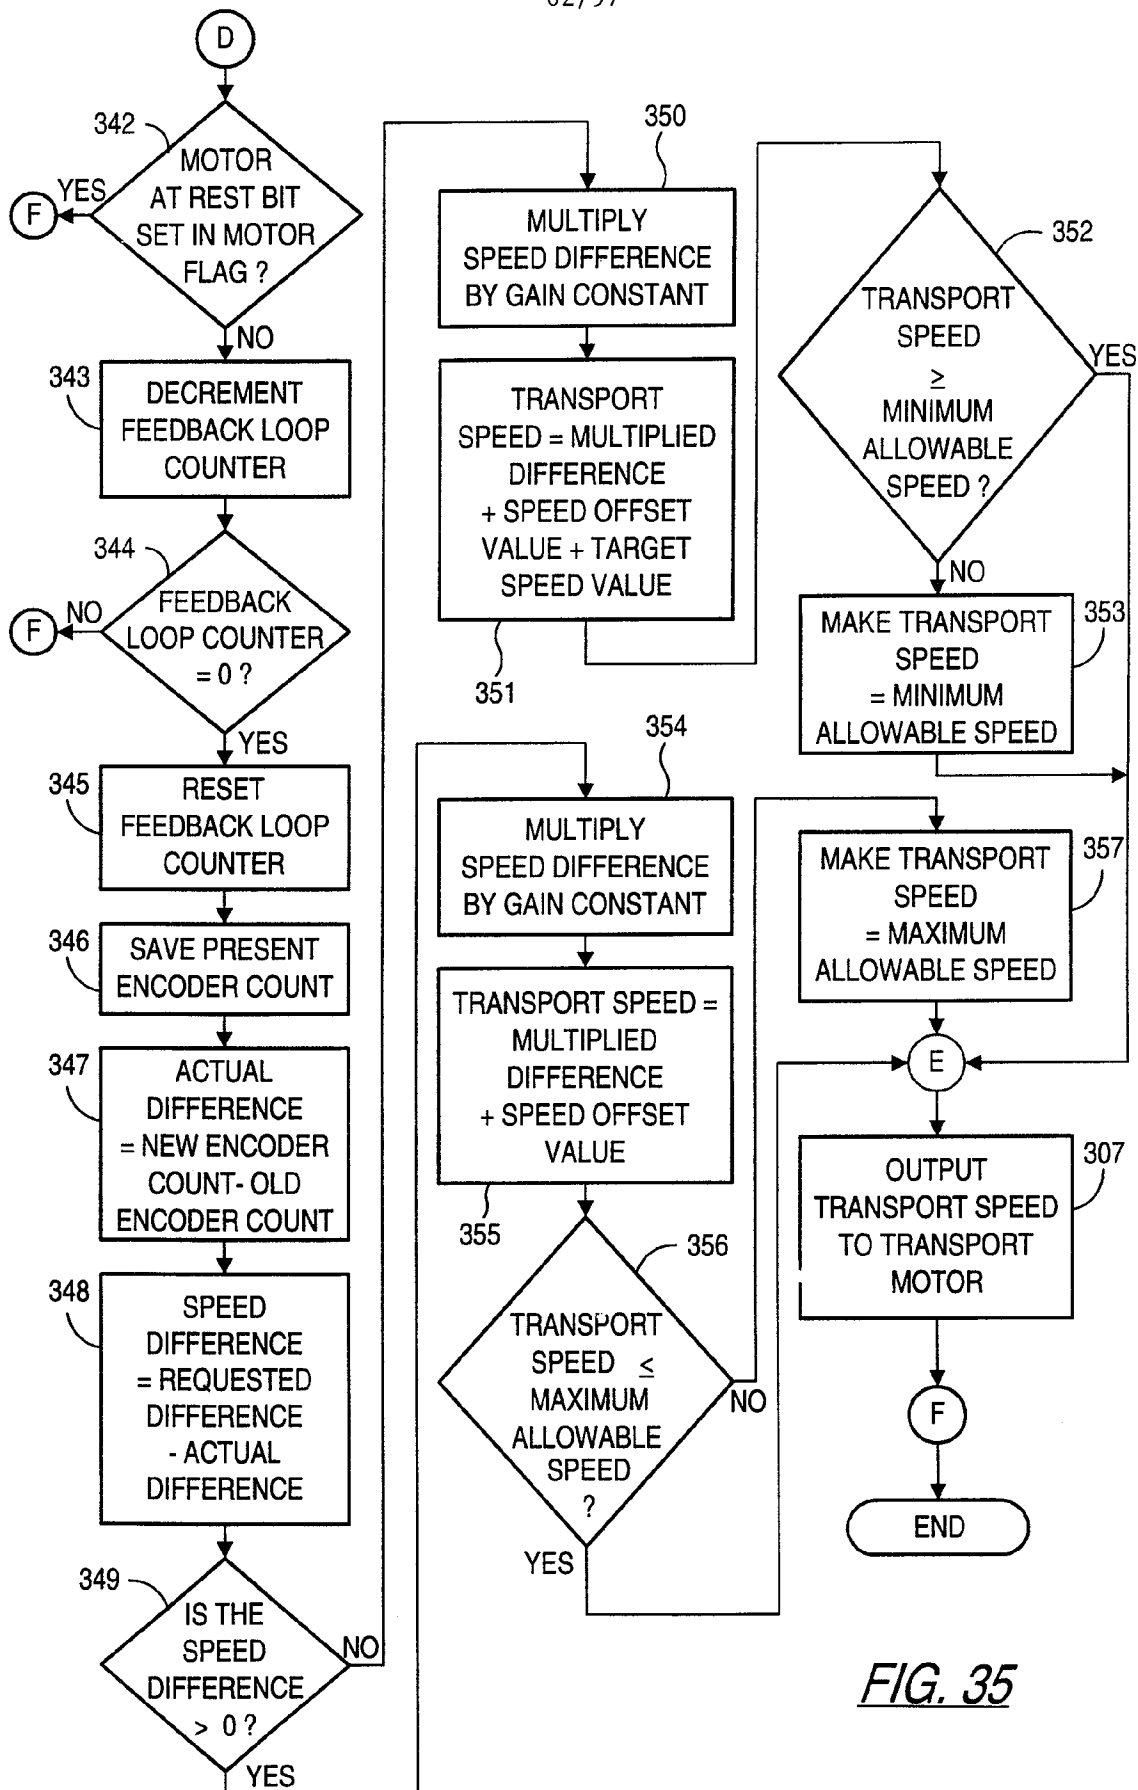 D
342
MOTOR
AT REST BIT
SET IN MOTOR
FLAG ?
YES
F
NO
343
DECREMENT
FEEDBACK LOOP
COUNTER
344
FEEDBACK
LOOP COUNTER
= 0 ?
NO
F
YES
345
RESET
FEEDBACK LOOP
COUNTER
346
SAVE PRESENT
ENCODER COUNT
347
ACTUAL
DIFFERENCE
= NEW ENCODER
COUNT- OLD
ENCODER COUNT
348
SPEED
DIFFERENCE
= REQUESTED
DIFFERENCE
- ACTUAL
DIFFERENCE
349
IS THE
SPEED
DIFFERENCE
> 0 ?
NO
YES
350
MULTIPLY
SPEED DIFFERENCE
BY GAIN CONSTANT
TRANSPORT
SPEED = MULTIPLIED
DIFFERENCE
+ SPEED OFFSET
VALUE + TARGET
SPEED VALUE
351
352
TRANSPORT
SPEED
≥
MINIMUM
ALLOWABLE
SPEED ?
YES
NO
353
MAKE TRANSPORT
SPEED
= MINIMUM
ALLOWABLE SPEED
354
MULTIPLY
SPEED DIFFERENCE
BY GAIN CONSTANT
TRANSPORT SPEED =
MULTIPLIED
DIFFERENCE
+ SPEED OFFSET
VALUE
355
356
TRANSPORT
SPEED ≤
MAXIMUM
ALLOWABLE
SPEED
?
NO
YES
357
MAKE TRANSPORT
SPEED
= MAXIMUM
ALLOWABLE SPEED
E
307
OUTPUT
TRANSPORT SPEED
TO TRANSPORT
MOTOR
F
END
FIG. 35